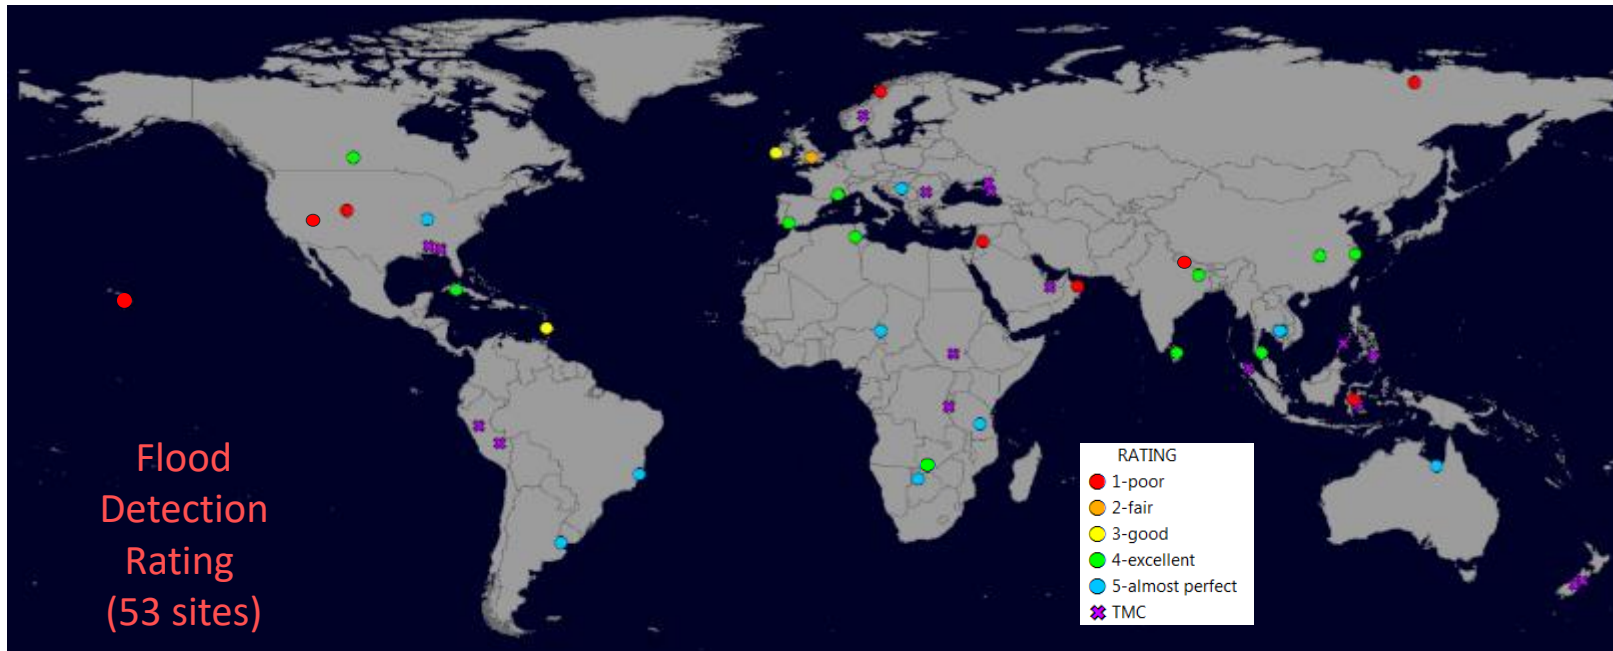 Flood
Detection
Rating
(53 sites)
RATING
1-poor
2-fair
3-good
4-excellent
5-almost perfect
TMC